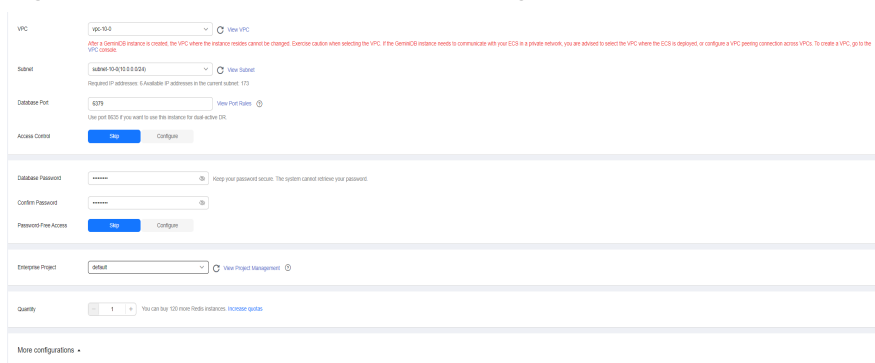 VPC
vpc-10-0
View VPC
After a GeminiDB instance is created, the VPC where the instance resides cannot be changed. Exercise caution when selecting the VPC. If the GeminiDB instance needs to communicate with your ECS in a private network, you are advised to select the VPC where the ECS is deployed, or configure a VPC peering connection across VPCs. To create a VPC, go to the
VPC console.
Subnet
subnet-10-0(10.0.0.0/24)
View Subnet
Required IP addresses: 6 Available IP addresses in the current subnet: 173
Database Port
6379
View Port Rules
Use port 8635 if you want to use this instance for dual-active DR.
Access Control
Skip
Configure
Database Password
••••••••
Keep your password secure. The system cannot retrieve your password.
Confirm Password
••••••••
Password-Free Access
Skip
Configure
Enterprise Project
default
View Project Management
Quantity
- 1 +
You can buy 120 more Redis instances. Increase quotas
More configurations